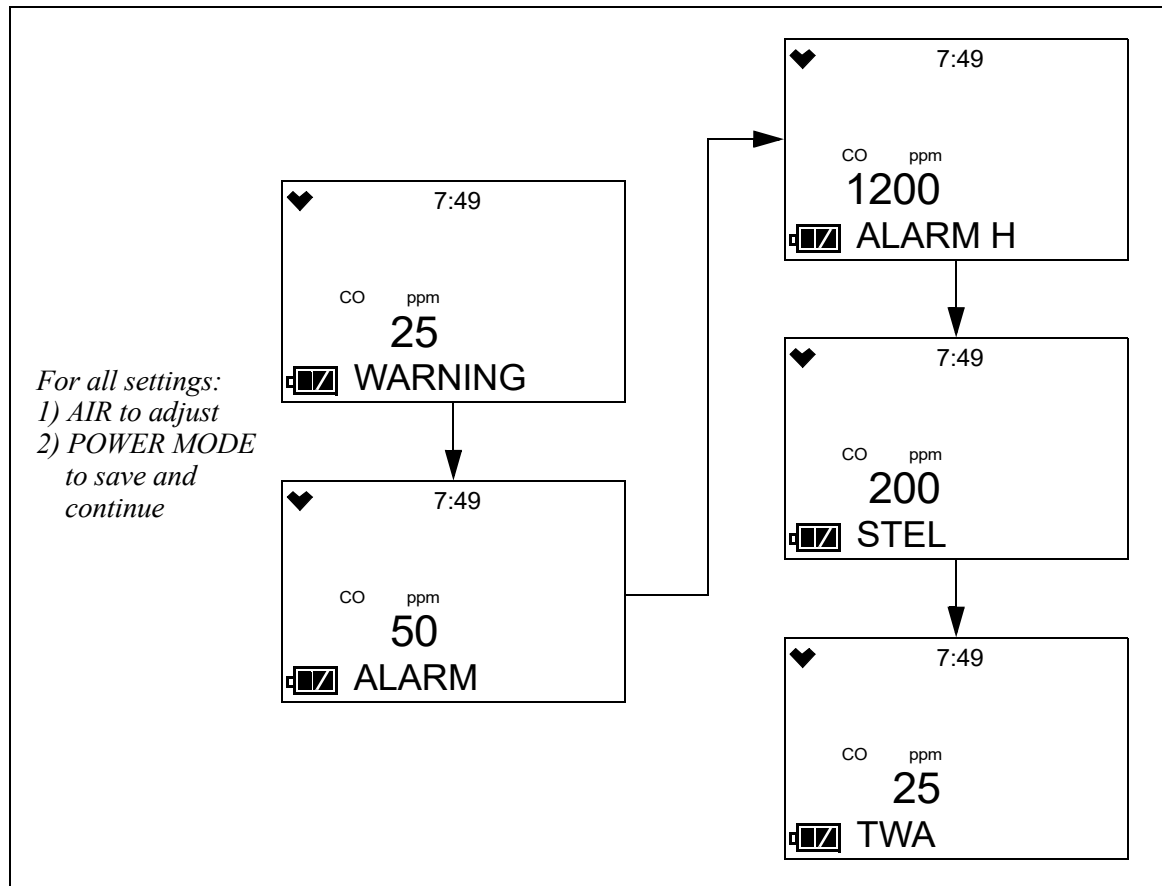 For all settings:
1) AIR to adjust
2) POWER MODE
to save and
continue
7:49
CO ppm
25
WARNING
7:49
CO ppm
50
ALARM
7:49
CO ppm
1200
ALARM H
7:49
CO ppm
200
STEL
7:49
CO ppm
25
TWA